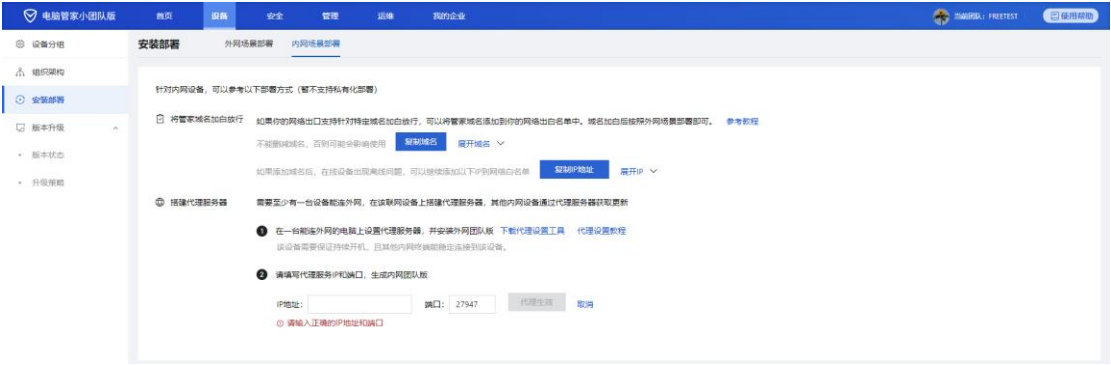 电脑管家小团队版 首页 设备 安全 管理 运维 我的企业 当前团队：FREETEST 使用帮助
设备分组
组织架构
安装部署
版本升级
版本状态
升级策略
安装部署 外网场景部署 内网场景部署
针对内网设备，可以参考以下部署方式（暂不支持私有化部署）
将管家域名加白放行 如果你的网络出口支持针对特定域名加白放行，可以将管家域名添加到你的网络出白名单中。域名加白后按照外网场景部署部即可。 参考教程
不能删减域名，否则可能会影响使用 复制域名 展开域名
如果添加域名后，在线设备出现离线问题，可以继续添加以下IP到网络白名单 复制IP地址 展开IP
搭建代理服务器 需要至少有一台设备能连外网，在该联网设备上搭建代理服务器，其他内网设备通过代理服务器获取更新
1 在一台能连外网的电脑上设置代理服务器，并安装外网团队版 下载代理设置工具 代理设置教程
该设备需要保证持续开机，且其他内网终端能稳定连接到该设备。
2 请填写代理服务IP和端口，生成内网团队版
IP地址： 端口： 27947 代理生效 取消
请输入正确的IP地址和端口